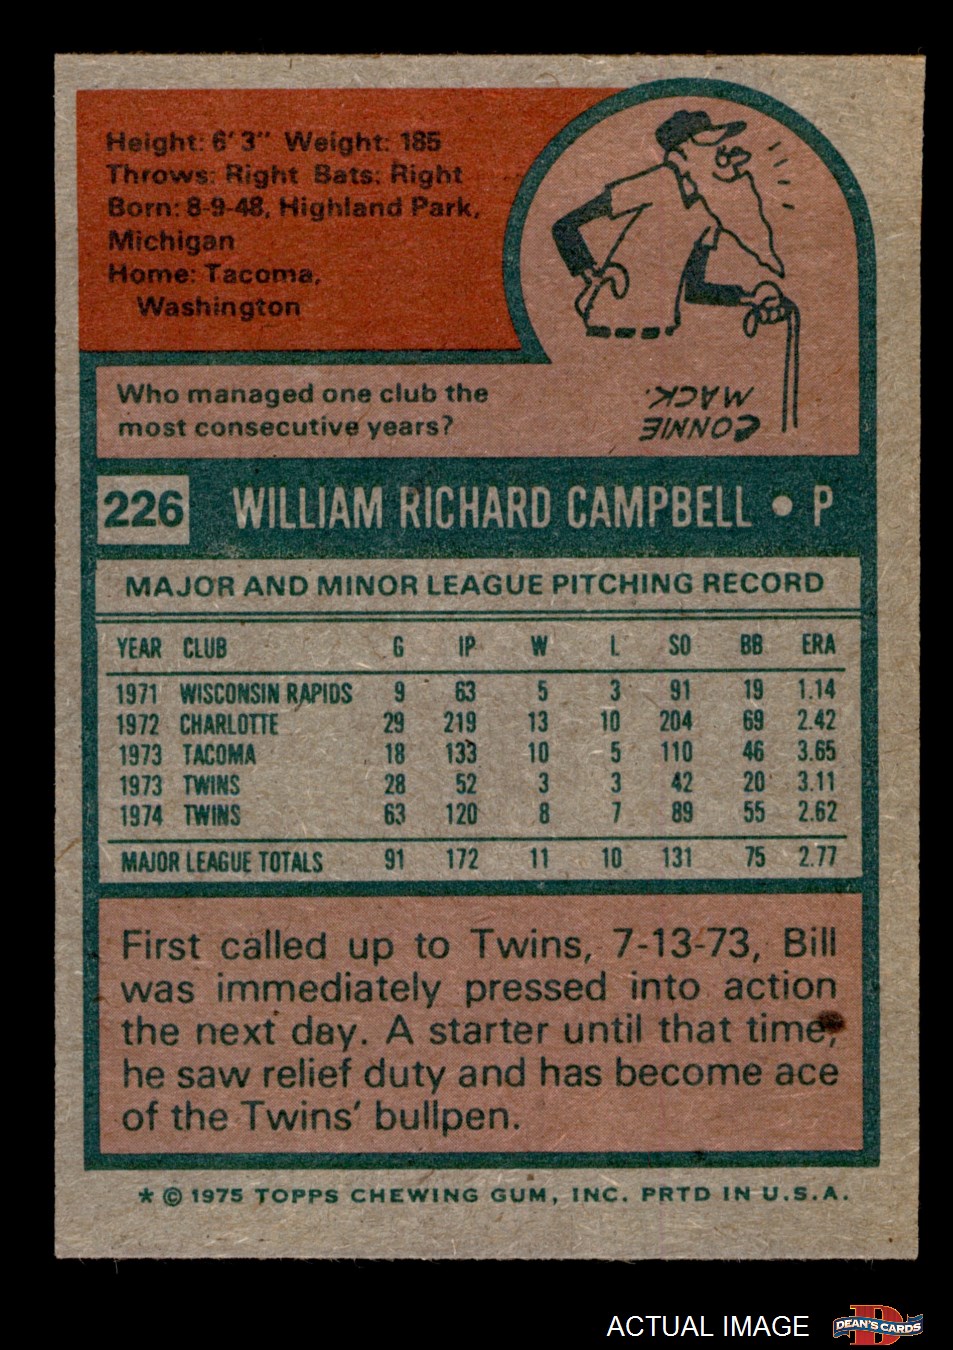 Height: 6'3" Weight: 185
Throws: Right Bats: Right
Born: 8-9-48, Highland Park,
Michigan
Home: Tacoma,
Washington
Who managed one club the
most consecutive years?
CONNIE
MACK.
226 WILLIAM RICHARD CAMPBELL • P
MAJOR AND MINOR LEAGUE PITCHING RECORD
YEAR CLUB G IP W L SO BB ERA
1971 WISCONSIN RAPIDS 9 63 5 3 91 19 1.14
1972 CHARLOTTE 29 219 13 10 204 69 2.42
1973 TACOMA 18 133 10 5 110 46 3.65
1973 TWINS 28 52 3 3 42 20 3.11
1974 TWINS 63 120 8 7 89 55 2.62
MAJOR LEAGUE TOTALS 91 172 11 10 131 75 2.77
First called up to Twins, 7-13-73, Bill
was immediately pressed into action
the next day. A starter until that time,
he saw relief duty and has become ace
of the Twins' bullpen.
* © 1975 TOPPS CHEWING GUM, INC. PRTD IN U.S.A.
ACTUAL IMAGE
D
DEAN'S CARDS